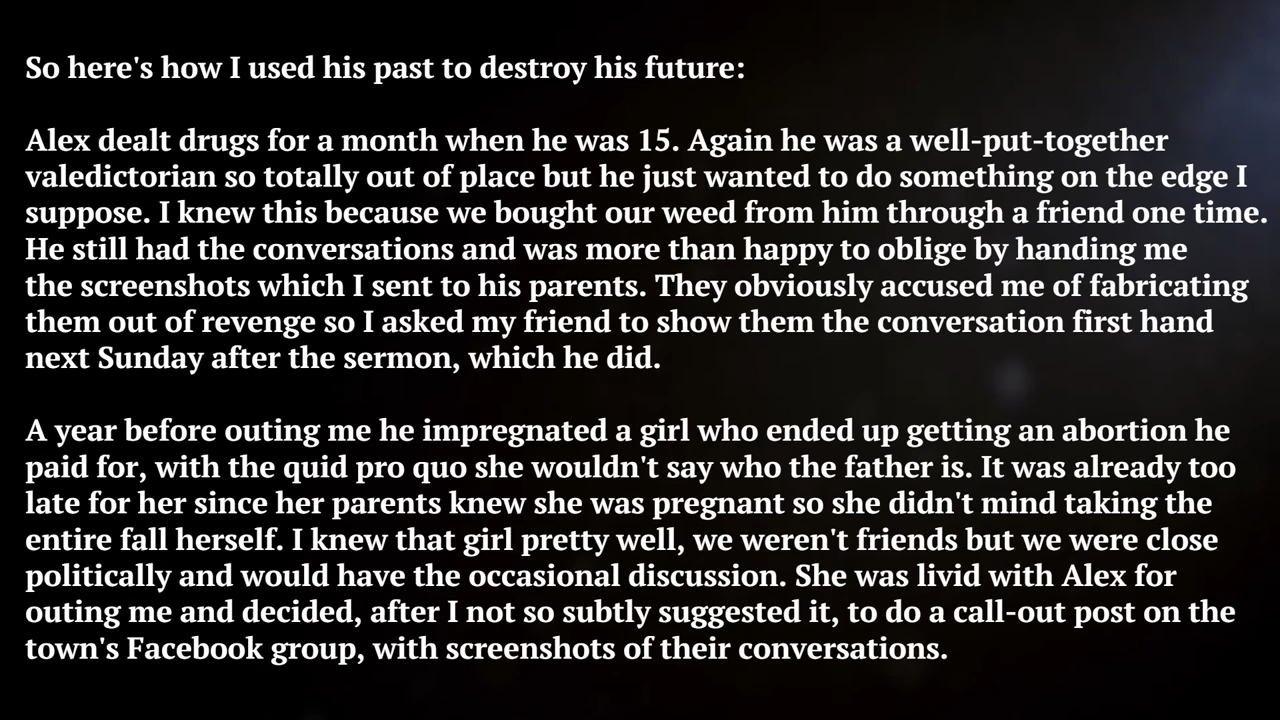 So here's how I used his past to destroy his future:
Alex dealt drugs for a month when he was 15. Again he was a well-put-together
valedictorian so totally out of place but he just wanted to do something on the edge I
suppose. I knew this because we bought our weed from him through a friend one time.
He still had the conversations and was more than happy to oblige by handing me
the screenshots which I sent to his parents. They obviously accused me of fabricating
them out of revenge so I asked my friend to show them the conversation first hand
next Sunday after the sermon, which he did.
A year before outing me he impregnated a girl who ended up getting an abortion he
paid for, with the quid pro quo she wouldn't say who the father is. It was already too
late for her since her parents knew she was pregnant so she didn't mind taking the
entire fall herself. I knew that girl pretty well, we weren't friends but we were close
politically and would have the occasional discussion. She was livid with Alex for
outing me and decided, after I not so subtly suggested it, to do a call-out post on the
town's Facebook group, with screenshots of their conversations.